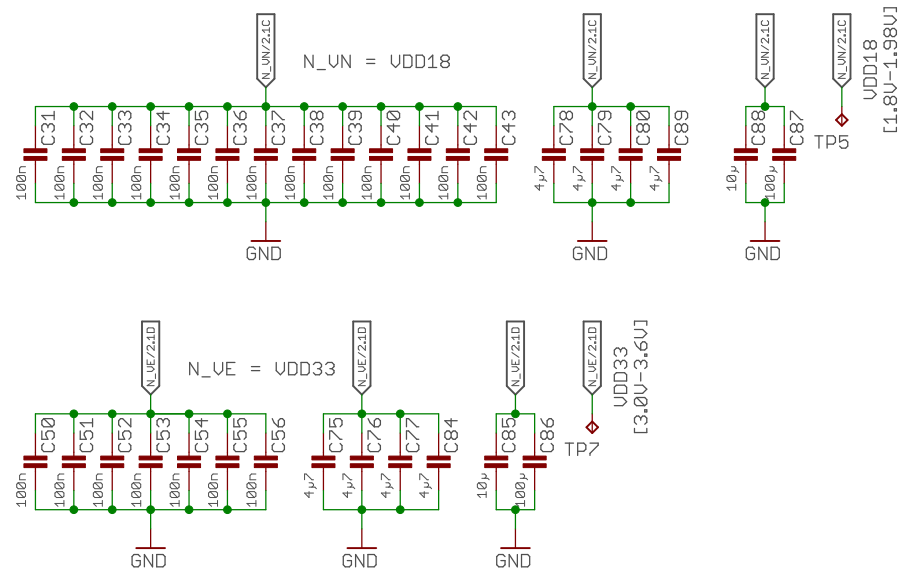 N_VN/2.1C
N_VN = VDD18
N_VN/2.1C
N_VN/2.1C
N_VN/2.1C
VDD18
[1.8V-1.98V]
C31
C32
C33
C34
C35
C36
C37
C38
C39
C40
C41
C42
C43
C78
C79
C80
C89
C88
C87
TP5
100n
100n
100n
100n
100n
100n
100n
100n
100n
100n
100n
100n
100n
4µ7
4µ7
4µ7
4µ7
10µ
100µ
GND
GND
GND
N_VE/2.1D
N_VE = VDD33
N_VE/2.1D
N_VE/2.1D
N_VE/2.1D
VDD33
[3.0V-3.6V]
C50
C51
C52
C53
C54
C55
C56
C75
C76
C77
C84
C85
C86
TP7
100n
100n
100n
100n
100n
100n
100n
4µ7
4µ7
4µ7
4µ7
10µ
100µ
GND
GND
GND